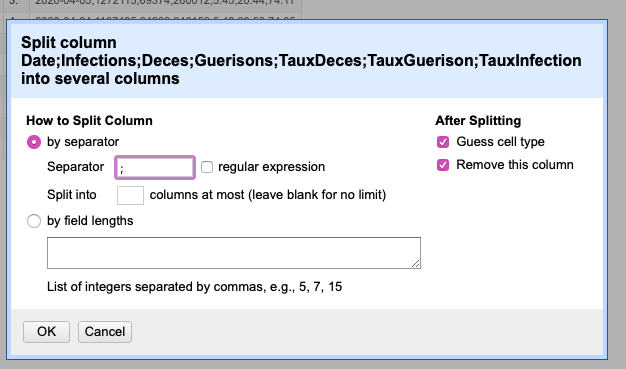 Split column
Date;Infections;Deces;Guerisons;TauxDeces;TauxGuerison;TauxInfection
into several columns
How to Split Column
After Splitting
by separator
Guess cell type
Separator ; regular expression
Remove this column
Split into columns at most (leave blank for no limit)
by field lengths
List of integers separated by commas, e.g., 5, 7, 15
OK
Cancel